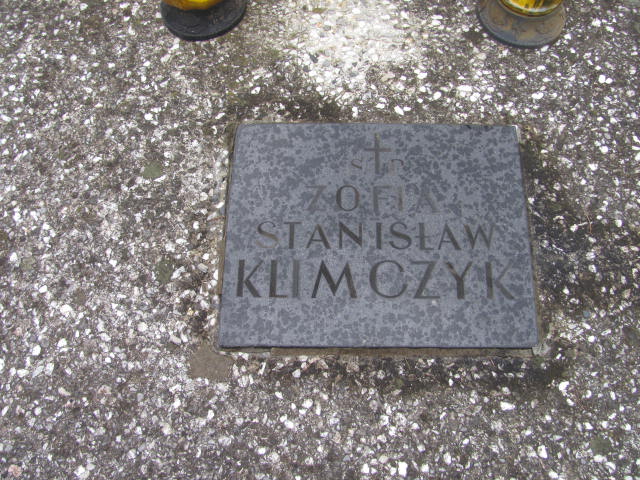 Ś P
ZOFIA
STANISŁAW
KLIMCZYK